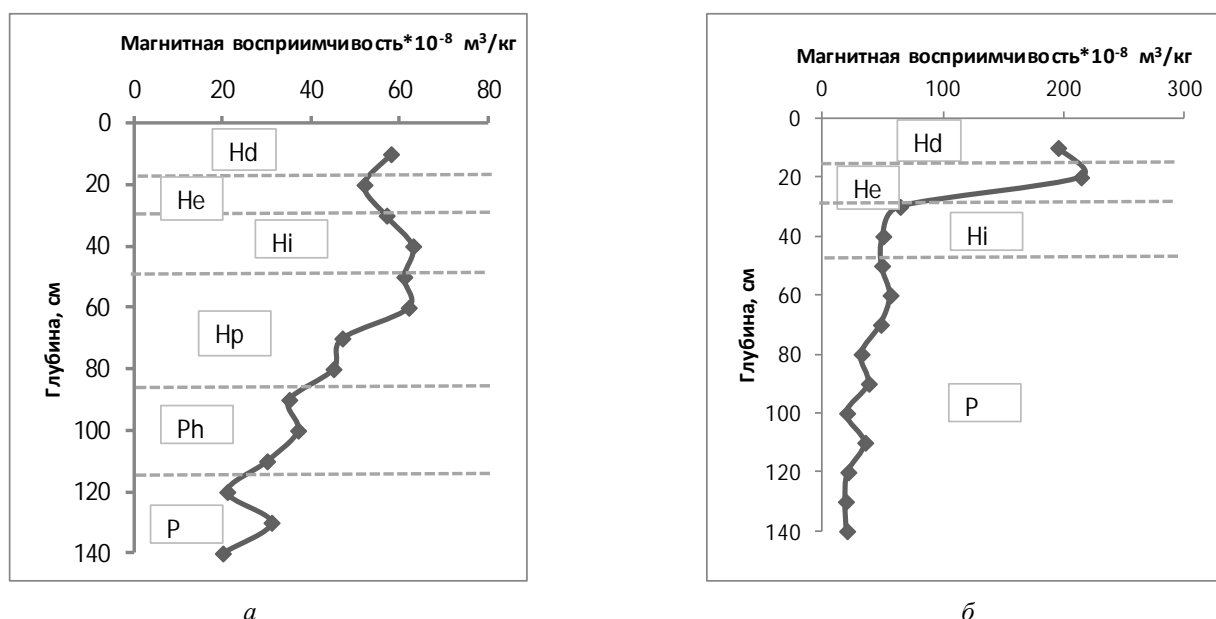 Магнитная восприимчивость*10⁻⁸ м³/кг
0 20 40 60 80
0
20
40
60
80
100
120
140
Глубина, см
Hd
He
Hi
Hp
Ph
P
а
Магнитная восприимчивость*10⁻⁸ м³/кг
0 100 200 300
0
20
40
60
80
100
120
140
Глубина, см
Hd
He
Hi
P
б